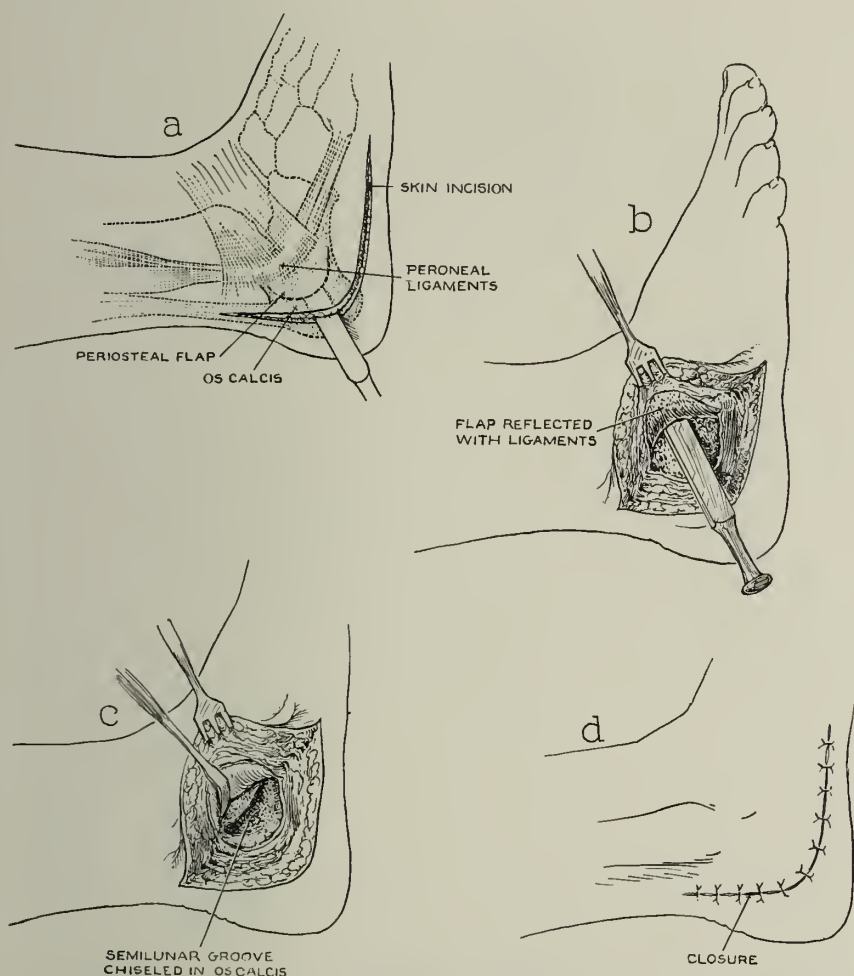 a
SKIN INCISION
PERONEAL
LIGAMENTS
PERIOSTEAL FLAP
OS CALCIS
b
FLAP REFLECTED
WITH LIGAMENTS
c
SEMILUNAR GROOVE
CHISELED IN OS CALCIS
d
CLOSURE